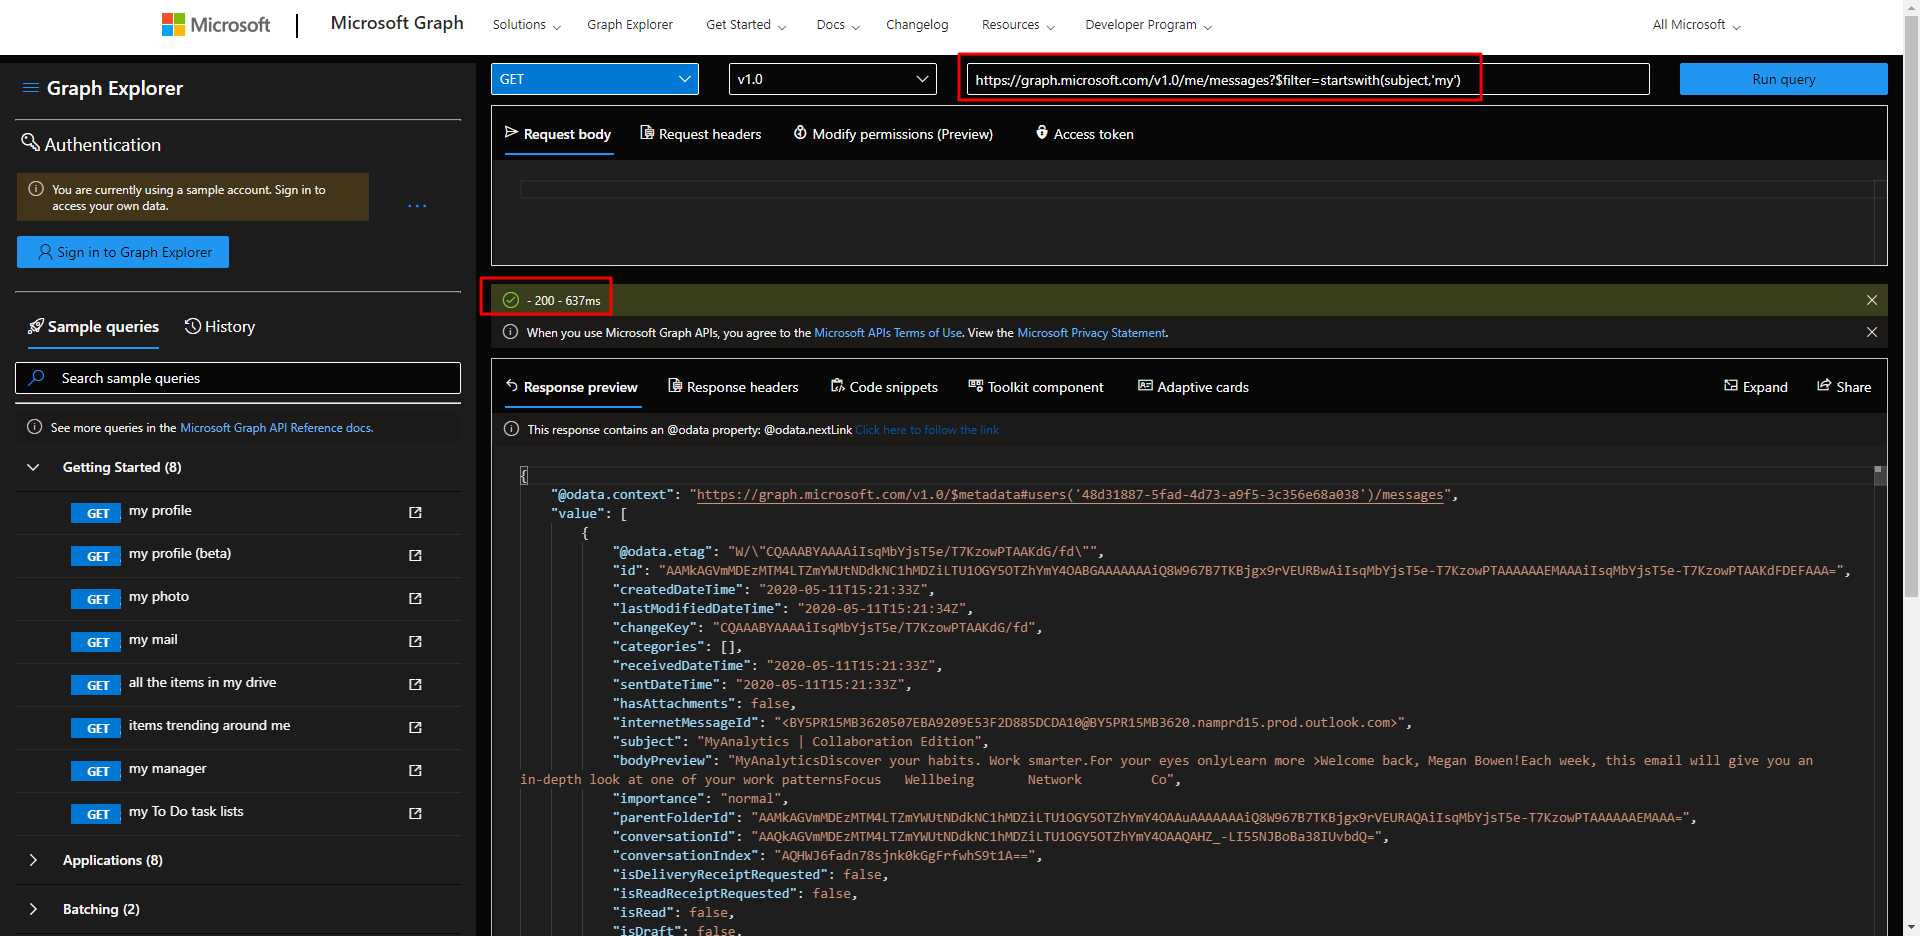 Microsoft
Microsoft Graph
Solutions
Graph Explorer
Get Started
Docs
Changelog
Resources
Developer Program
All Microsoft
Graph Explorer
Authentication
You are currently using a sample account. Sign in to
access your own data.
...
Sign in to Graph Explorer
Sample queries
History
Search sample queries
See more queries in the Microsoft Graph API Reference docs.
Getting Started (8)
GET my profile
GET my profile (beta)
GET my photo
GET my mail
GET all the items in my drive
GET items trending around me
GET my manager
GET my To Do task lists
Applications (8)
Batching (2)
GET
v1.0
https://graph.microsoft.com/v1.0/me/messages?$filter=startswith(subject,'my')
Run query
Request body
Request headers
Modify permissions (Preview)
Access token
- 200 - 637ms
When you use Microsoft Graph APIs, you agree to the Microsoft APIs Terms of Use. View the Microsoft Privacy Statement.
Response preview
Response headers
Code snippets
Toolkit component
Adaptive cards
Expand
Share
This response contains an @odata property: @odata.nextLink Click here to follow the link
{
"@odata.context": "https://graph.microsoft.com/v1.0/$metadata#users('48d31887-5fad-4d73-a9f5-3c356e68a038')/messages",
"value": [
{
"@odata.etag": "W/\"CQAAABYAAAAiIsqMbYjsT5e/T7KzowPTAAKdG/fd\"",
"id": "AAMkAGVmMDEzMTM4LTZmYWUtNDdkNC1hMDZiLTU1OGY5OTZhYmY4OABGAAAAAAAiQ8W967B7TKBjgx9rVEURBwAiIsqMbYjsT5e-T7KzowPTAAAAAAEMAAAiIsqMbYjsT5e-T7KzowPTAAKdFDEFAAA=",
"createdDateTime": "2020-05-11T15:21:33Z",
"lastModifiedDateTime": "2020-05-11T15:21:34Z",
"changeKey": "CQAAABYAAAAiIsqMbYjsT5e/T7KzowPTAAKdG/fd",
"categories": [],
"receivedDateTime": "2020-05-11T15:21:33Z",
"sentDateTime": "2020-05-11T15:21:33Z",
"hasAttachments": false,
"internetMessageId": "<BY5PR15MB3620507EBA9209E53F2D885DCDA10@BY5PR15MB3620.namprd15.prod.outlook.com>",
"subject": "MyAnalytics | Collaboration Edition",
"bodyPreview": "MyAnalyticsDiscover your habits. Work smarter.For your eyes onlyLearn more >Welcome back, Megan Bowen!Each week, this email will give you an
in-depth look at one of your work patternsFocus Wellbeing Network Co",
"importance": "normal",
"parentFolderId": "AAMkAGVmMDEzMTM4LTZmYWUtNDdkNC1hMDZiLTU1OGY5OTZhYmY4OAAuAAAAAAAiQ8W967B7TKBjgx9rVEURAQAiIsqMbYjsT5e-T7KzowPTAAAAAAEMAAA=",
"conversationId": "AAQkAGVmMDEzMTM4LTZmYWUtNDdkNC1hMDZiLTU1OGY5OTZhYmY4OAAQAHZ_-LI55NJBoBa38IUvbdQ=",
"conversationIndex": "AQHWJ6fadn78sjnk0kGgFrfwhS9t1A==",
"isDeliveryReceiptRequested": false,
"isReadReceiptRequested": false,
"isRead": false,
"isDraft": false,